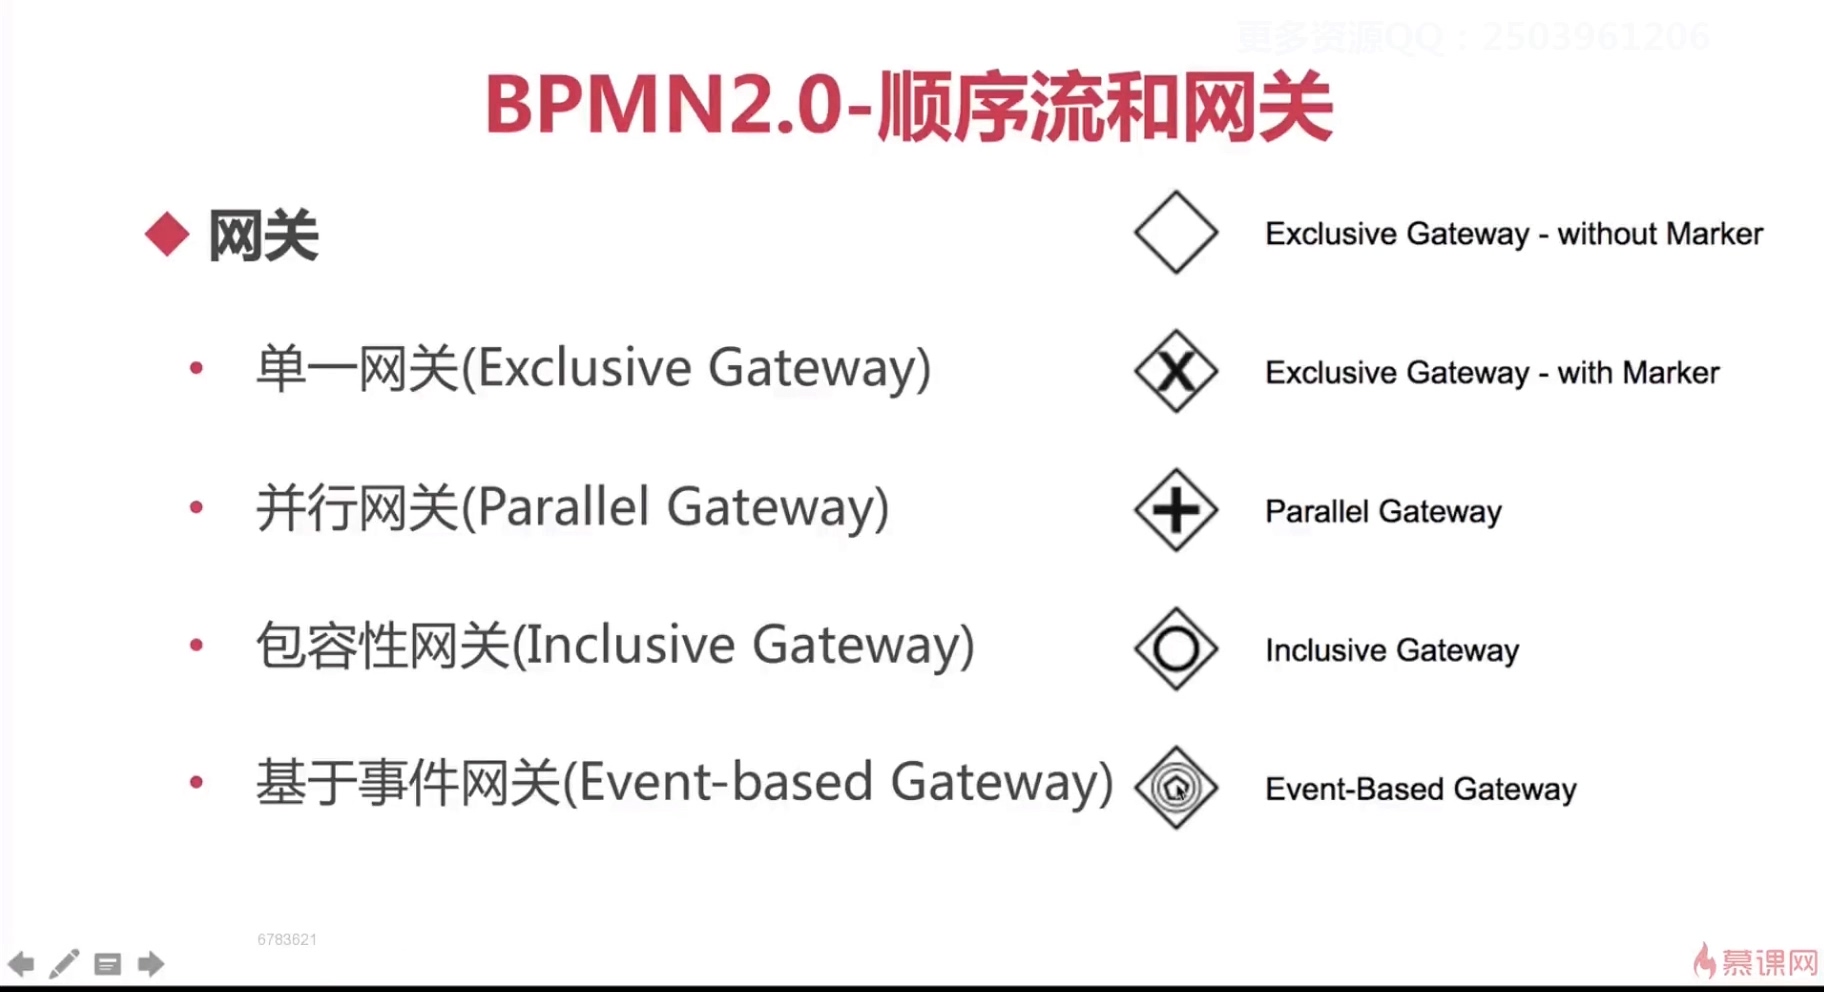 更多资源QQ：2503961206
BPMN2.0-顺序流和网关
网关
单一网关(Exclusive Gateway)
并行网关(Parallel Gateway)
包容性网关(Inclusive Gateway)
基于事件网关(Event-based Gateway)
Exclusive Gateway - without Marker
X
Exclusive Gateway - with Marker
Parallel Gateway
Inclusive Gateway
Event-Based Gateway
6783621
慕课网